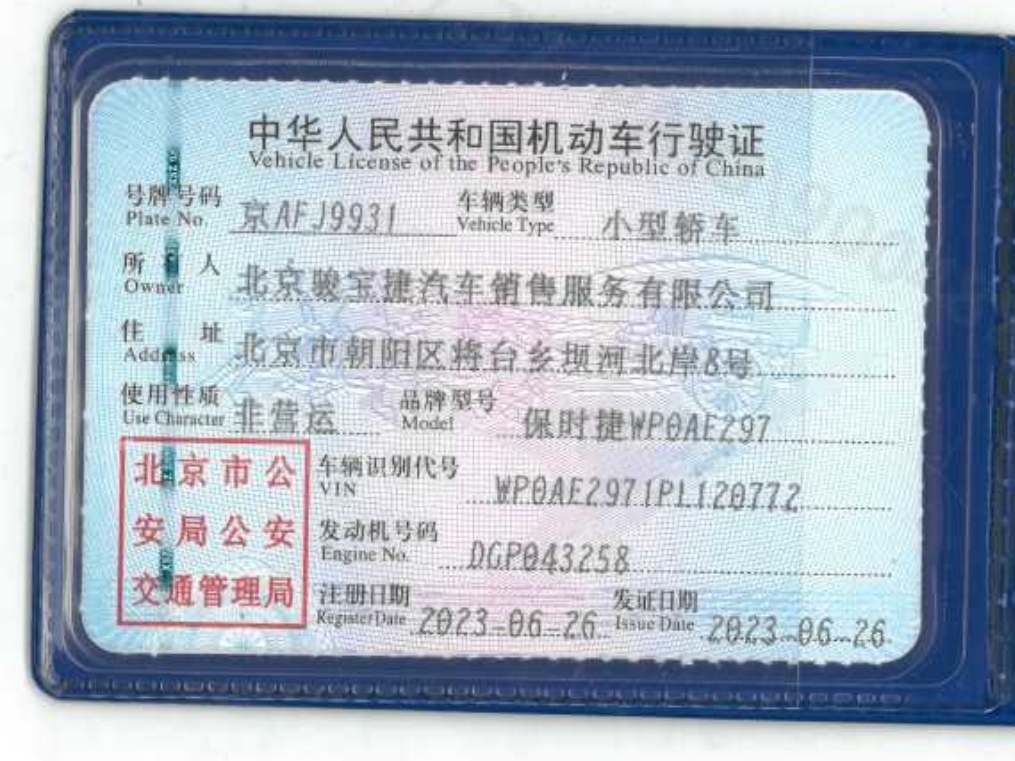 中华人民共和国机动车行驶证
Vehicle License of the People's Republic of China
号牌号码 京AFJ9931 车辆类型 小型轿车
Plate No. Vehicle Type
所 人 北京骏宝捷汽车销售服务有限公司
Owner
住 址 北京市朝阳区将台乡坝河北岸8号
Address
使用性质 非营运 品牌型号 保时捷WP0AE297
Use Character Model
北京市公
安局公安
交通管理局
车辆识别代号 WP0AE2971PL120772
VIN
发动机号码 DGP043258
Engine No.
注册日期 2023-06-26 发证日期 2023-06-26
Register Date Issue Date